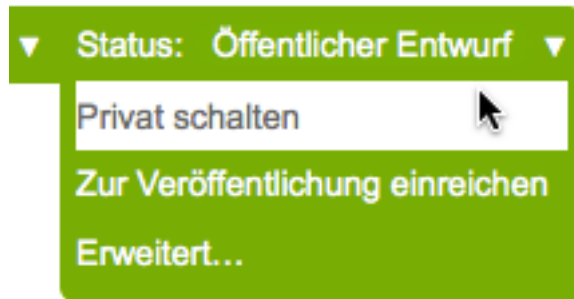 ▼ Status: Öffentlicher Entwurf ▼
Privat schalten
Zur Veröffentlichung einreichen
Erweitert...